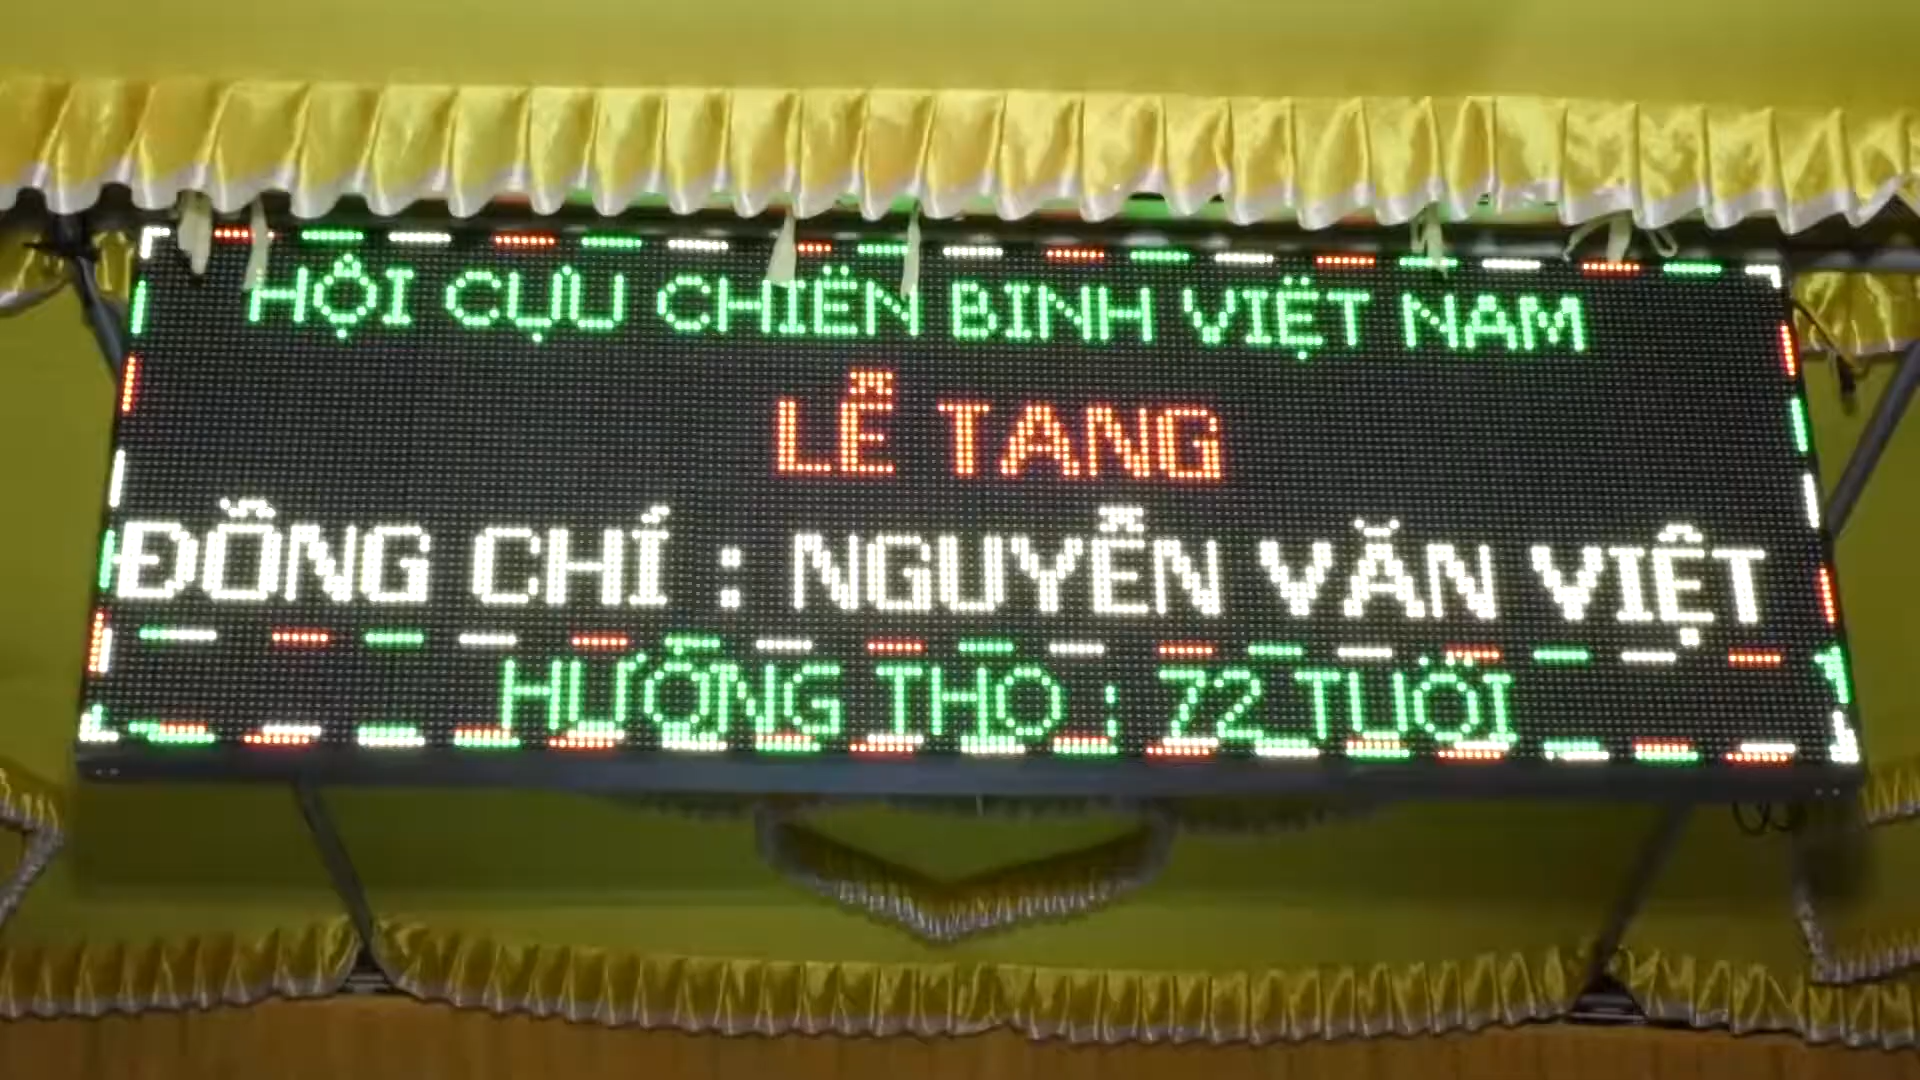 HỘI CỰU CHIẾN BINH VIỆT NAM
LỄ TANG
ĐỒNG CHÍ : NGUYỄN VĂN VIỆT
HƯỞNG THỌ : 72 TUỔI